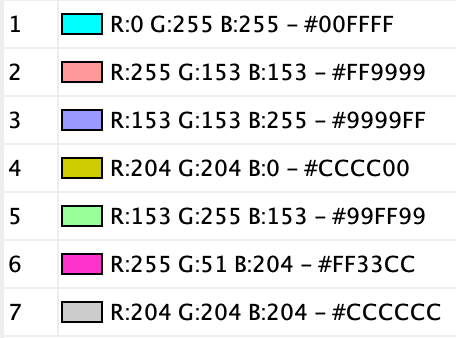 1 R:0 G:255 B:255 – #00FFFF
2 R:255 G:153 B:153 – #FF9999
3 R:153 G:153 B:255 – #9999FF
4 R:204 G:204 B:0 – #CCCC00
5 R:153 G:255 B:153 – #99FF99
6 R:255 G:51 B:204 – #FF33CC
7 R:204 G:204 B:204 – #CCCCCC